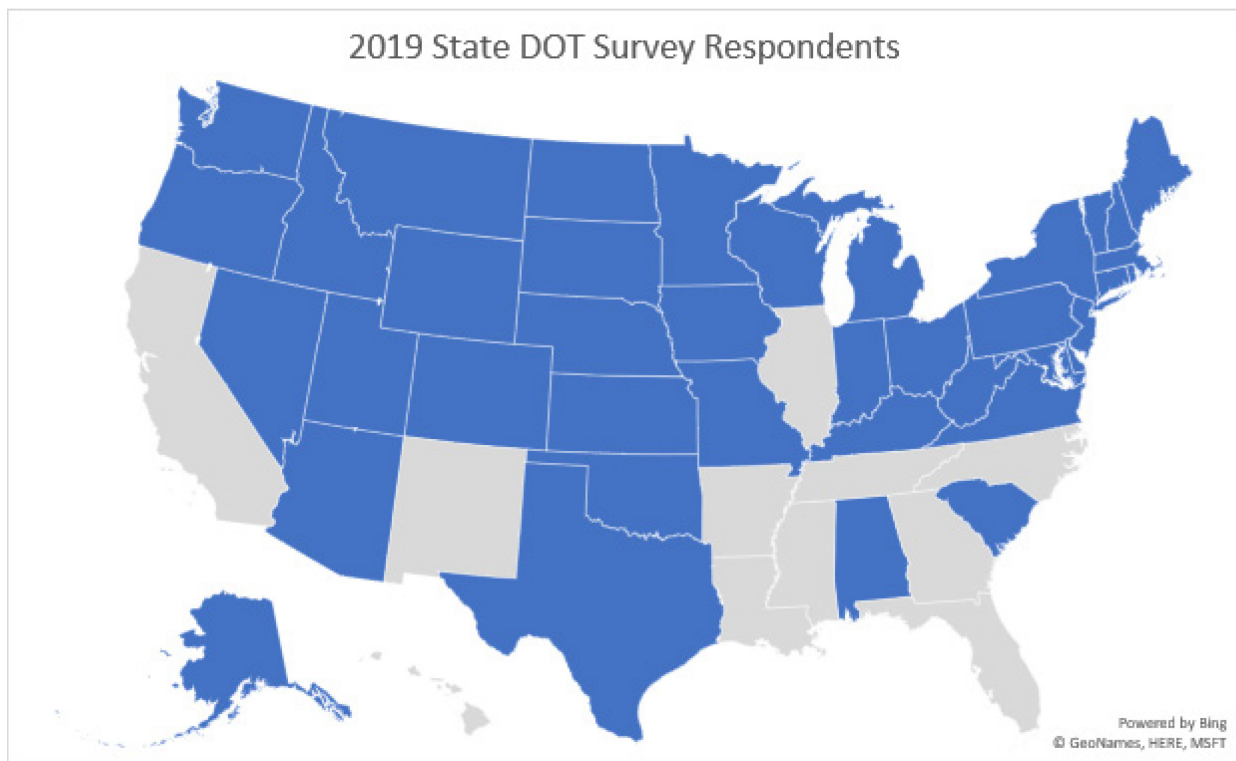 2019 State DOT Survey Respondents
Powered by Bing
© GeoNames, HERE, MSFT